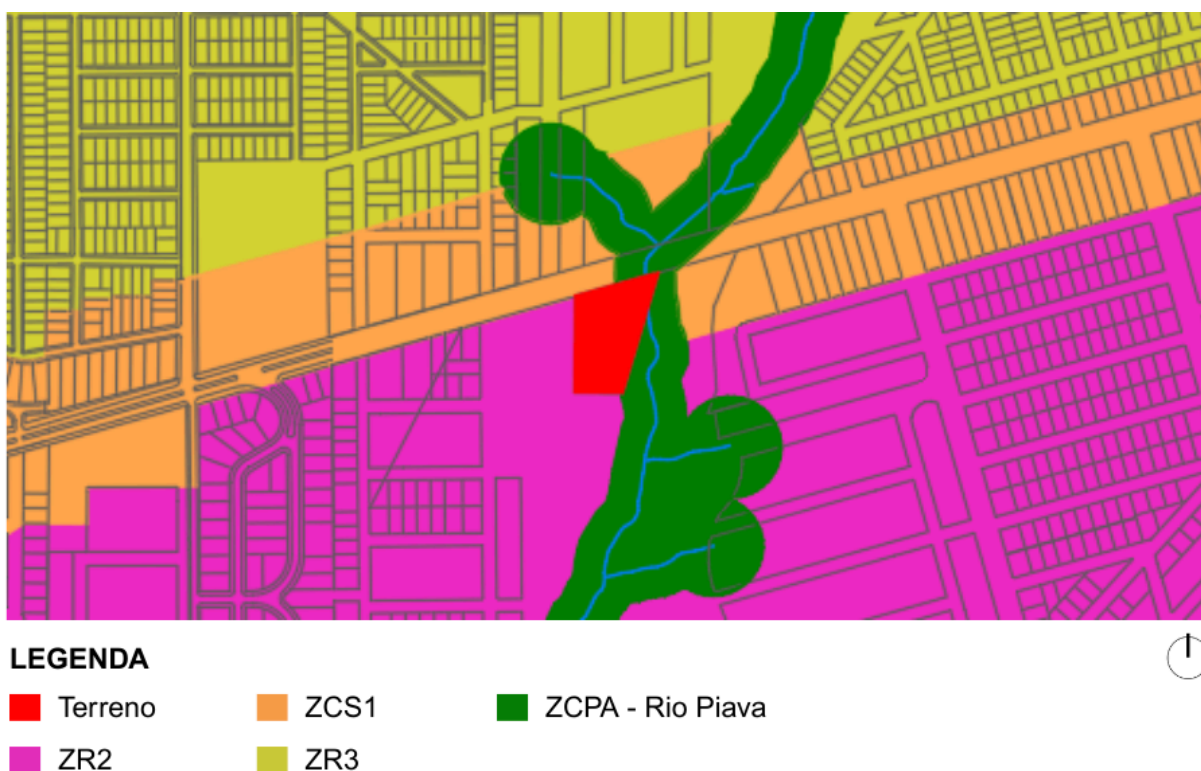 LEGENDA
Terreno
ZCS1
ZCPA - Rio Piava
ZR2
ZR3